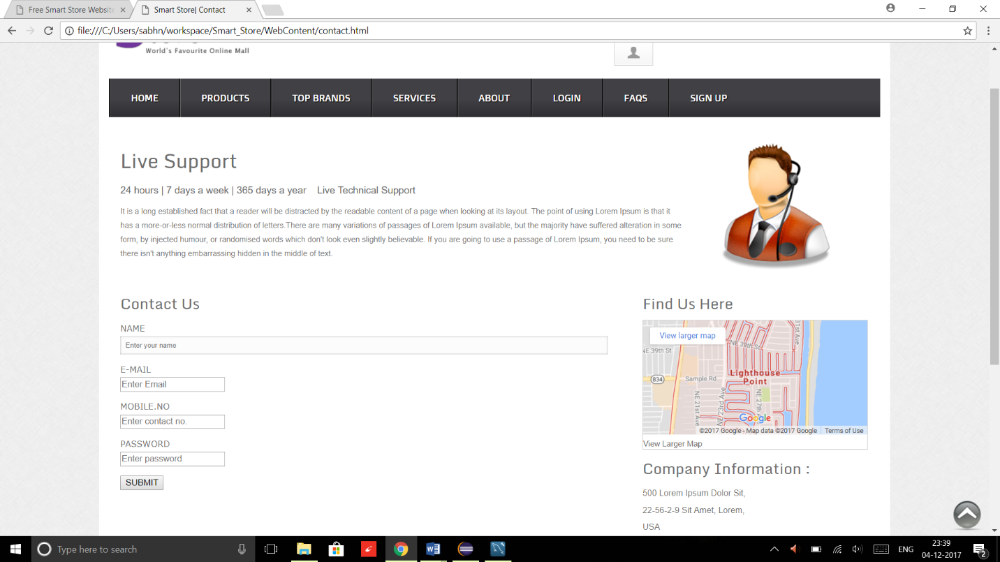 Free Smart Store Website
Smart Store| Contact
file:///C:/Users/sabhn/workspace/Smart_Store/WebContent/contact.html
World's Favourite Online Mall
HOME PRODUCTS TOP BRANDS SERVICES ABOUT LOGIN FAQS SIGN UP
Live Support
24 hours | 7 days a week | 365 days a year Live Technical Support
It is a long established fact that a reader will be distracted by the readable content of a page when looking at its layout. The point of using Lorem Ipsum is that it
has a more-or-less normal distribution of letters.There are many variations of passages of Lorem Ipsum available, but the majority have suffered alteration in some
form, by injected humour, or randomised words which don't look even slightly believable. If you are going to use a passage of Lorem Ipsum, you need to be sure
there isn't anything embarrassing hidden in the middle of text.
Contact Us
NAME
Enter your name
E-MAIL
Enter Email
MOBILE.NO
Enter contact no.
PASSWORD
Enter password
SUBMIT
Find Us Here
View larger map
31st Ave
NE 39th St
NE 39th St
834
Sample Rd
Lighthouse
Point
NE 21st Ave
NE 23rd Ave
NE 27th
Google
©2017 Google - Map data ©2017 Google Terms of Use
View Larger Map
Company Information :
500 Lorem Ipsum Dolor Sit,
22-56-2-9 Sit Amet, Lorem,
USA
Type here to search
ENG
23:39
04-12-2017
2